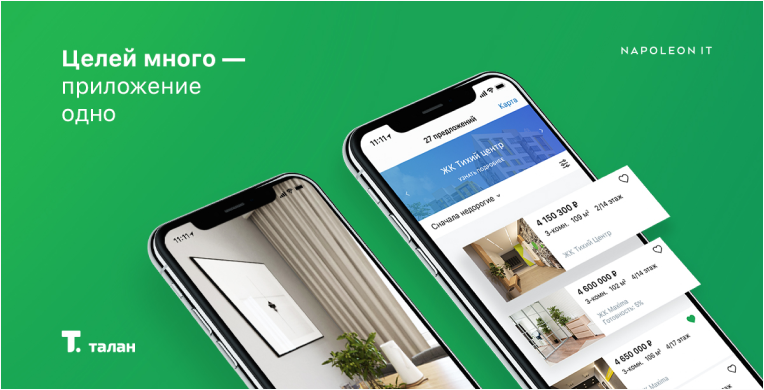 Целей много —
приложение
одно
NAPOLEON IT
11:11
11:11
Карта
27 предложений
ЖК Тихий центр
узнать подробнее
Сначала недорогие
4 150 300 ₽
3-комн. 109 м² 2/14 этаж
ЖК Тихий Центр
4 600 000 ₽
3-комн. 102 м² 4/14 этаж
ЖК Maxima
Готовность: 5%
4 650 000 ₽
3-комн. 106 м² 4/17 этаж
Т. талан